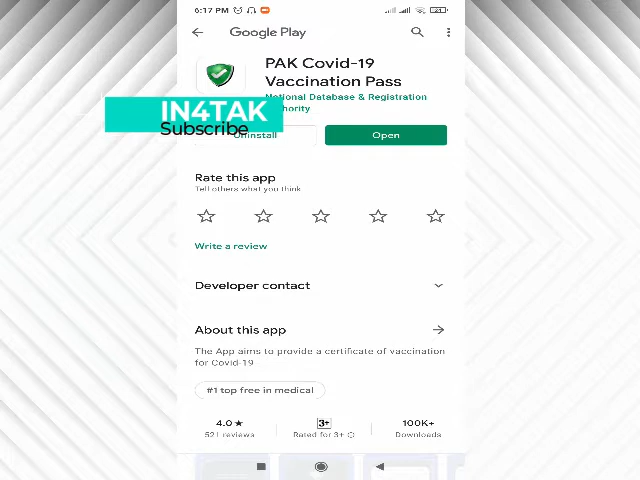 6:17 PM
24
Google Play
PAK Covid-19
Vaccination Pass
National Database & Registration
Authority
IN4TAK
Subscribe
Uninstall
Open
Rate this app
Tell others what you think
Write a review
Developer contact
About this app
The App aims to provide a certificate of vaccination
for Covid-19
#1 top free in medical
4.0 ★
521 reviews
3+
Rated for 3+
100K+
Downloads